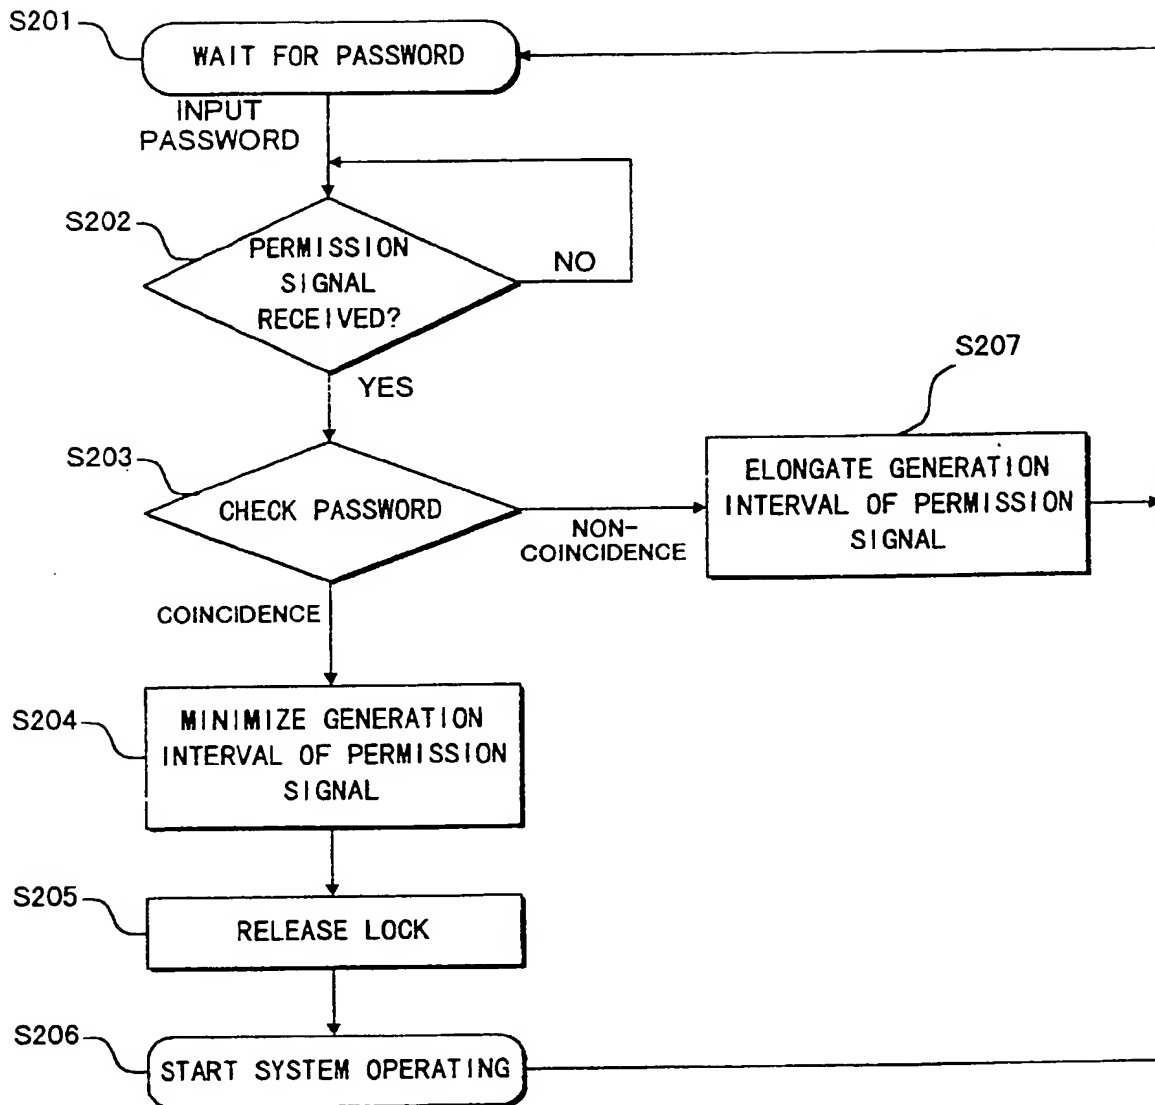 S201
WAIT FOR PASSWORD
INPUT
PASSWORD
S202
PERMISSION
SIGNAL
RECEIVED?
NO
YES
S207
S203
CHECK PASSWORD
NON-
COINCIDENCE
ELONGATE GENERATION
INTERVAL OF PERMISSION
SIGNAL
COINCIDENCE
S204
MINIMIZE GENERATION
INTERVAL OF PERMISSION
SIGNAL
S205
RELEASE LOCK
S206
START SYSTEM OPERATING